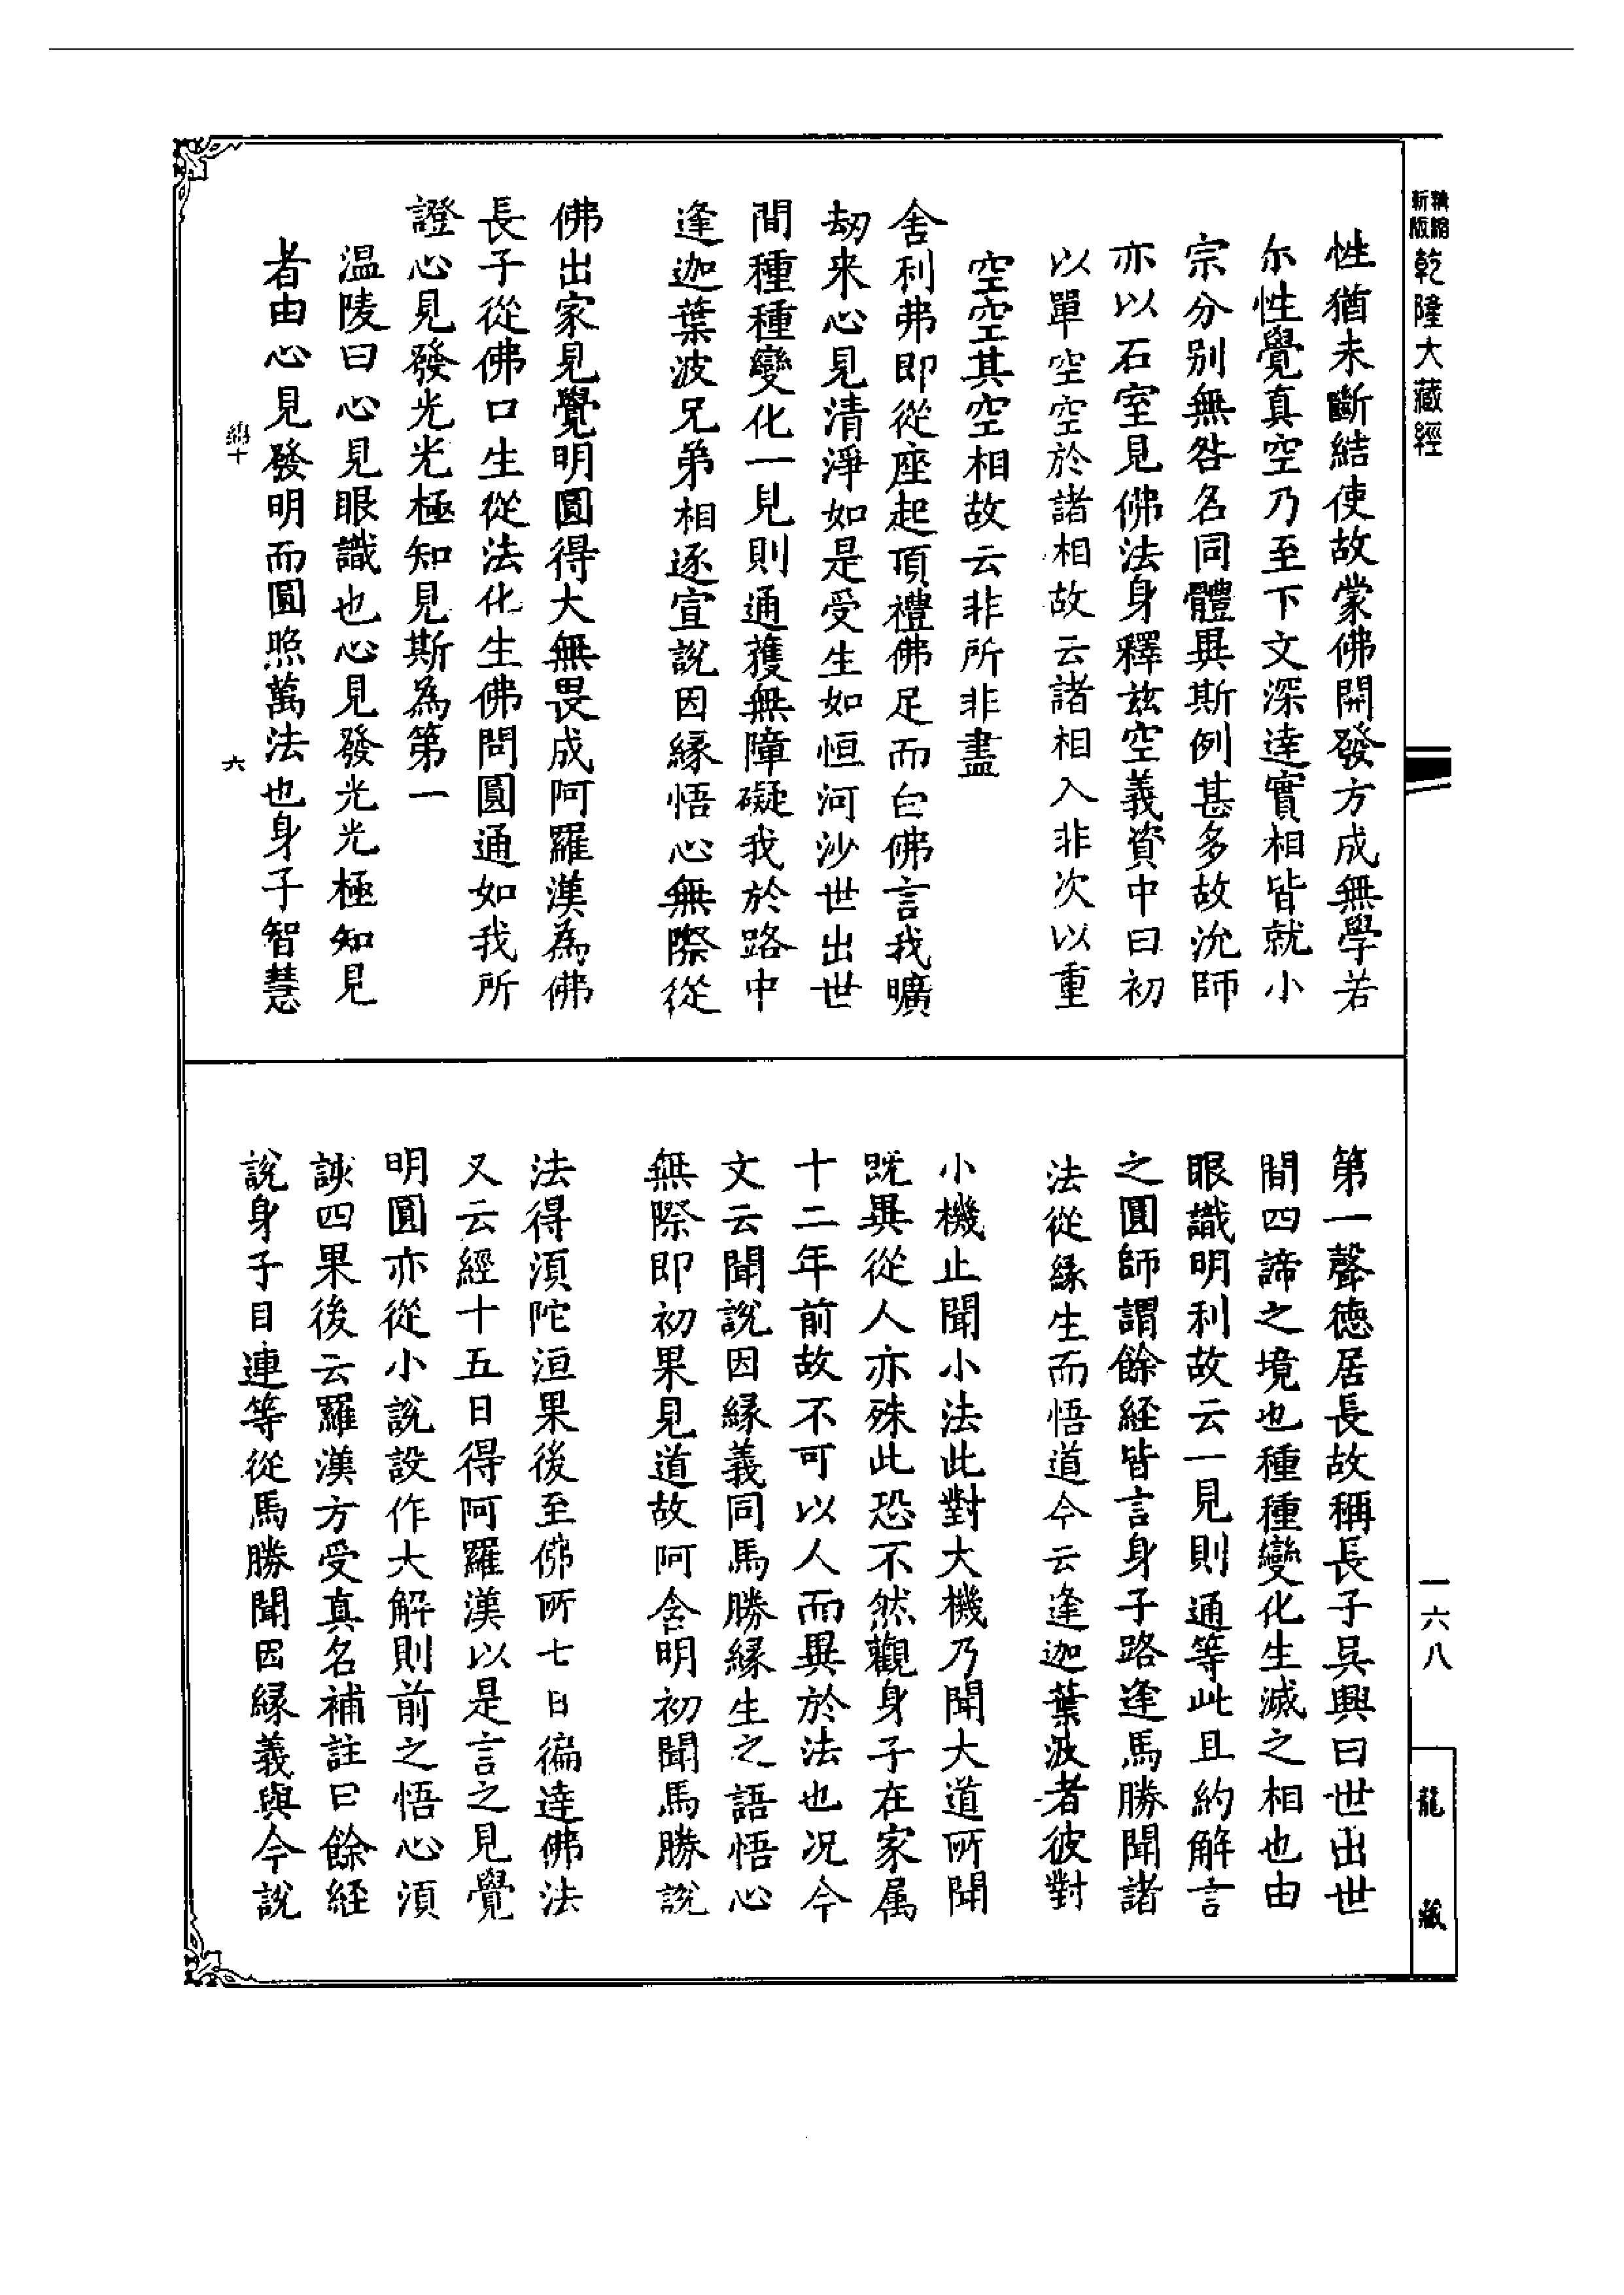 精縮
新版
乾隆大藏經
性猶未斷結使故蒙佛開發方成無學若
尓性覺真空乃至下文深達實相皆就小
宗分別無咎名同體異斯例甚多故沇師
亦以石室見佛法身釋玆空義資中曰初
以單空空於諸相故云諸相入非次以重
空空其空相故云非所非盡
舍利弗即從座起頂禮佛足而白佛言我曠
劫来心見清淨如是受生如恒河沙世出世
間種種變化一見則通獲無障礙我於路中
逢迦葉波兄弟相逐宣說因緣悟心無際從
佛出家見覺明圓得大無畏成阿羅漢為佛
長子從佛口生從法化生佛問圓通如我所
證心見發光光極知見斯為第一
温陵曰心見眼識也心見發光光極知見
者由心見發明而圓照萬法也身子智慧
六
第一聲德居長故稱長子吳興曰世出世
間四諦之境也種種變化生滅之相也由
眼識明利故云一見則通等此且約解言
之圓師謂餘経皆言身子路逢馬勝聞諸
法從緣生而悟道今云逢迦葉波者彼對
小機止聞小法此對大機乃聞大道所聞
既異從人亦殊此恐不然觀身子在家属
十二年前故不可以人而異於法也况今
文云聞說因緣義同馬勝緣生之語悟心
無際即初果見道故阿含明初聞馬勝說
法得湏陀洹果後至佛所七日徧達佛法
又云經十五日得阿羅漢以是言之見覺
明圓亦從小說設作大解則前之悟心湏
談四果後云羅漢方受真名補註曰餘経
說身子目連等從馬勝聞因緣義與今說
一六八
龍
藏